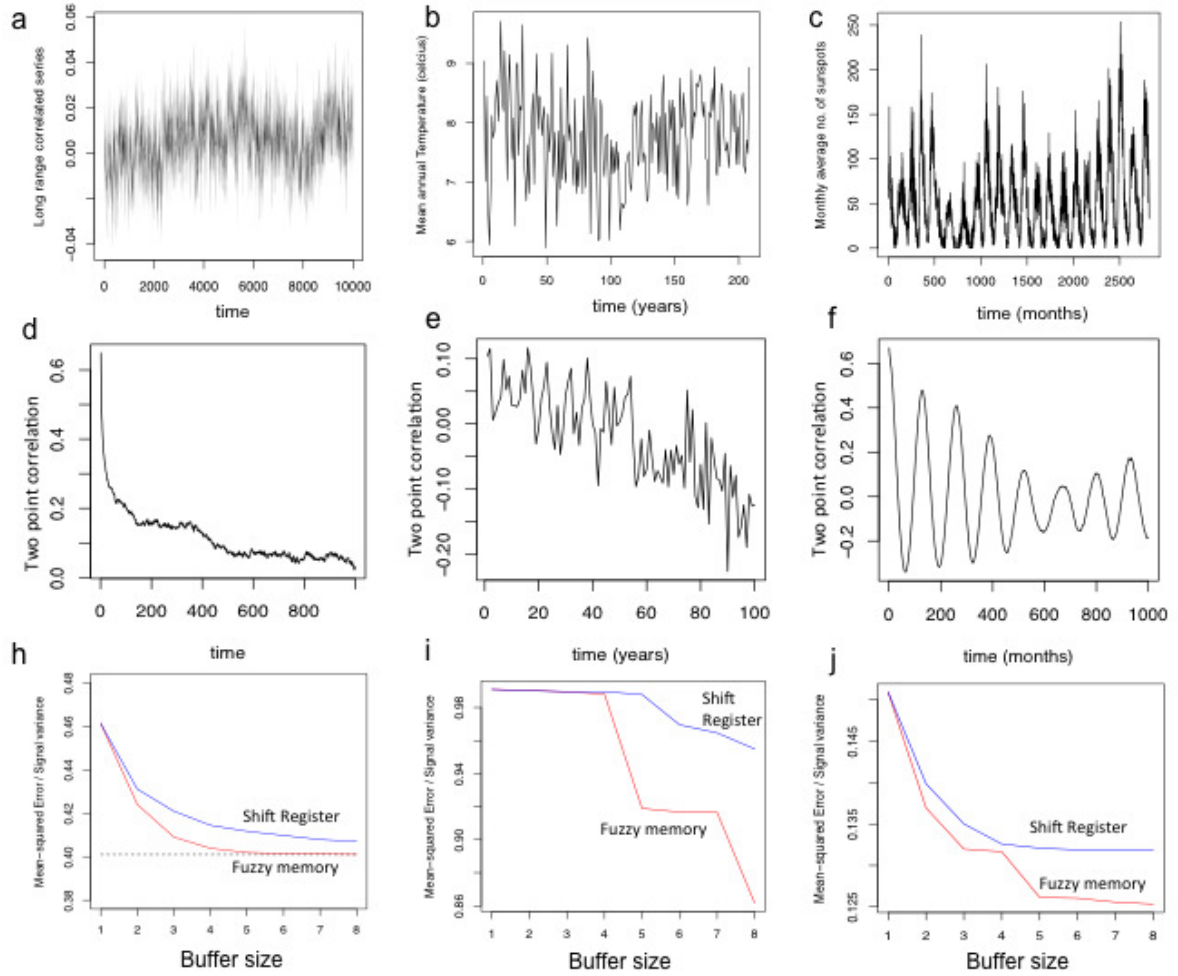 a
Long range correlated series
0.06
0.04
0.02
0.00
−0.04
0 2000 4000 6000 8000 10000
time
b
Mean annual Temperature (celcius)
9
8
7
6
0 50 100 150 200
time (years)
c
Monthly average no. of sunspots
250
200
150
100
50
0
0 500 1000 1500 2000 2500
time (months)
d
Two point correlation
0.6
0.4
0.2
0.0
0 200 400 600 800
time
e
Two point correlation
0.10
0.00
−0.10
−0.20
0 20 40 60 80 100
time (years)
f
Two point correlation
0.6
0.4
0.2
0.0
−0.2
0 200 400 600 800 1000
time (months)
h
Mean−squared Error / Signal variance
0.48
0.46
0.44
0.42
0.40
0.38
Shift Register
Fuzzy memory
1 2 3 4 5 6 7 8
Buffer size
i
Mean−squared Error / Signal variance
0.98
0.94
0.90
0.86
Shift
Register
Fuzzy memory
1 2 3 4 5 6 7 8
Buffer size
j
Mean−squared Error / Signal variance
0.145
0.135
0.125
Shift Register
Fuzzy memory
1 2 3 4 5 6 7 8
Buffer size